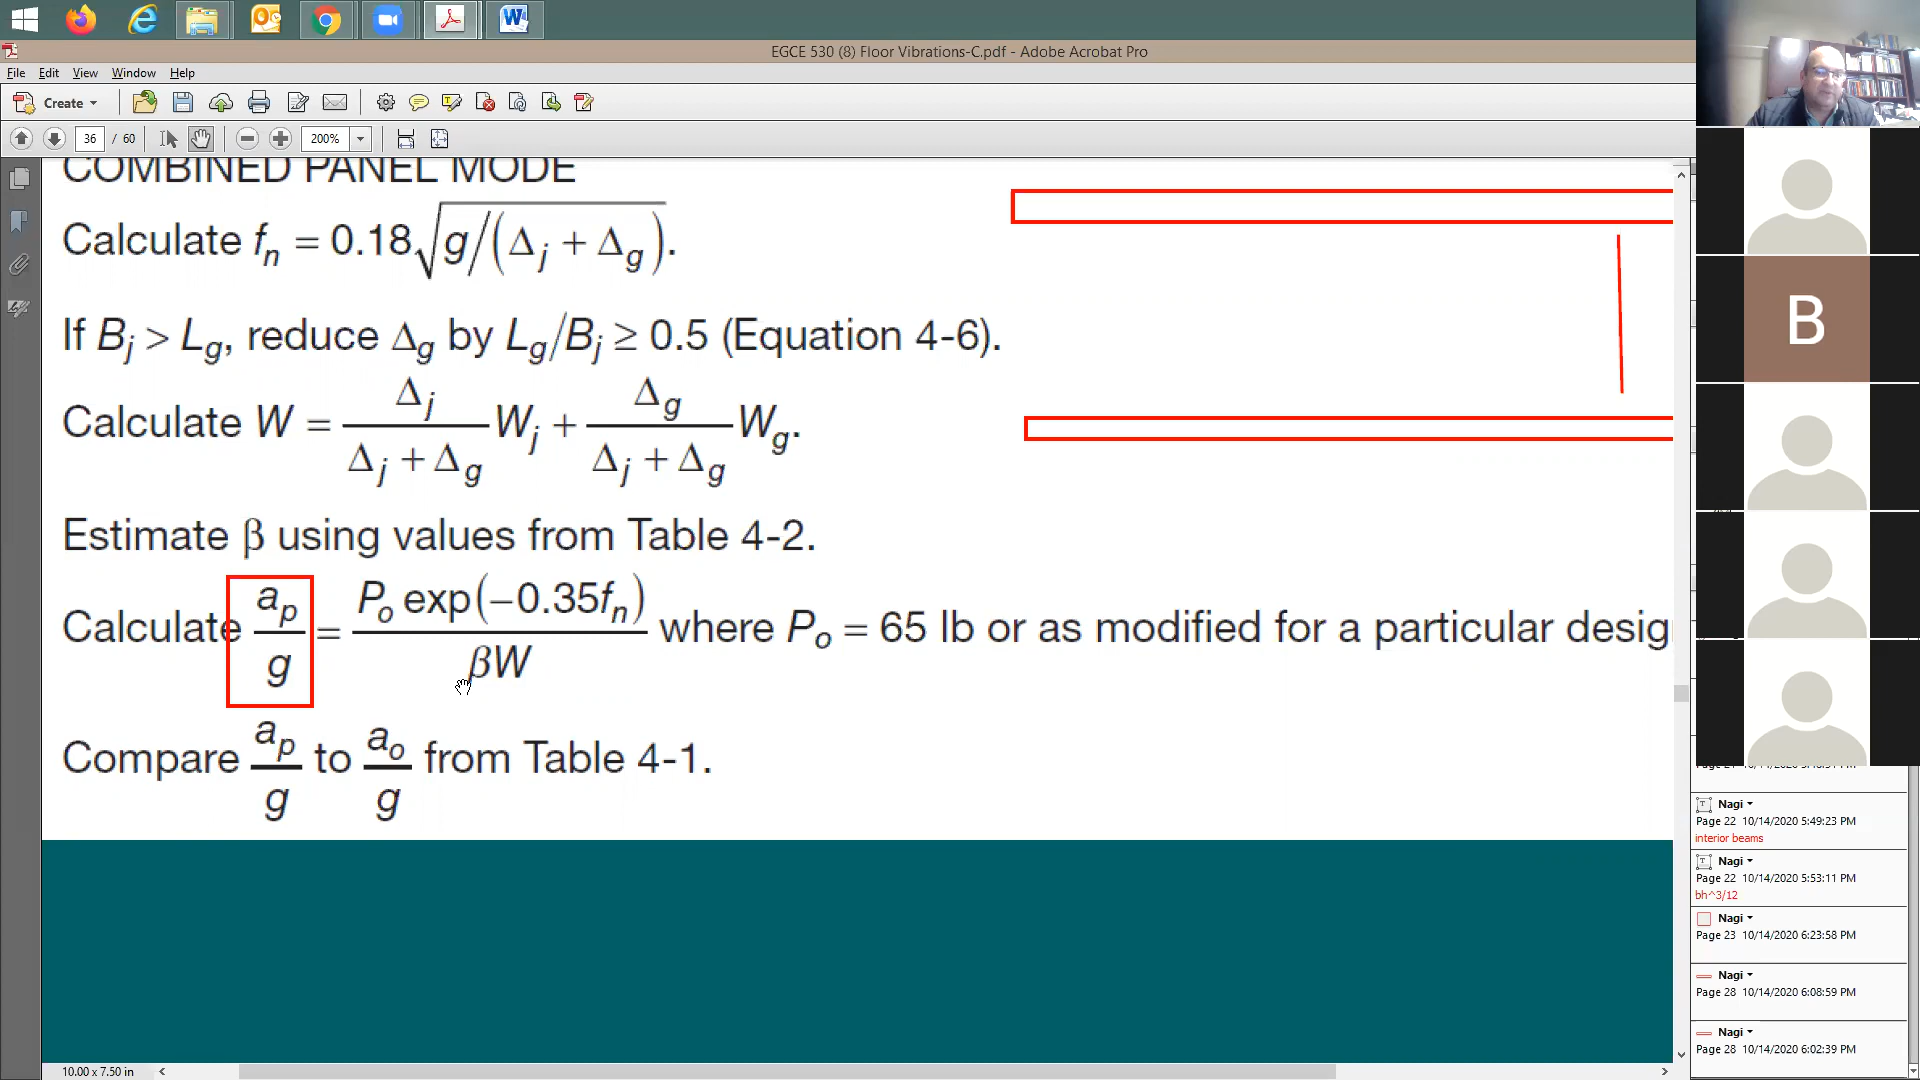 EGCE 530 (8) Floor Vibrations-C.pdf - Adobe Acrobat Pro
File Edit View Window Help
Create
36 / 60 200%
COMBINED PANEL MODE
Calculate fₙ = 0.18√g/(Δⱼ + Δg).
If Bⱼ > Lg, reduce Δg by Lg/Bⱼ ≥ 0.5 (Equation 4-6).
Calculate W = Δⱼ/(Δⱼ + Δg) Wⱼ + Δg/(Δⱼ + Δg) Wg.
Estimate β using values from Table 4-2.
Calculate aₚ/g = Pₒ exp(−0.35fₙ)/βW where Pₒ = 65 lb or as modified for a particular desig
Compare aₚ/g to aₒ/g from Table 4-1.
10.00 x 7.50 in
B
Nagi
Page 22 10/14/2020 5:49:23 PM
interior beams
Nagi
Page 22 10/14/2020 5:53:11 PM
bh^3/12
Nagi
Page 23 10/14/2020 6:23:58 PM
Nagi
Page 28 10/14/2020 6:08:59 PM
Nagi
Page 28 10/14/2020 6:02:39 PM